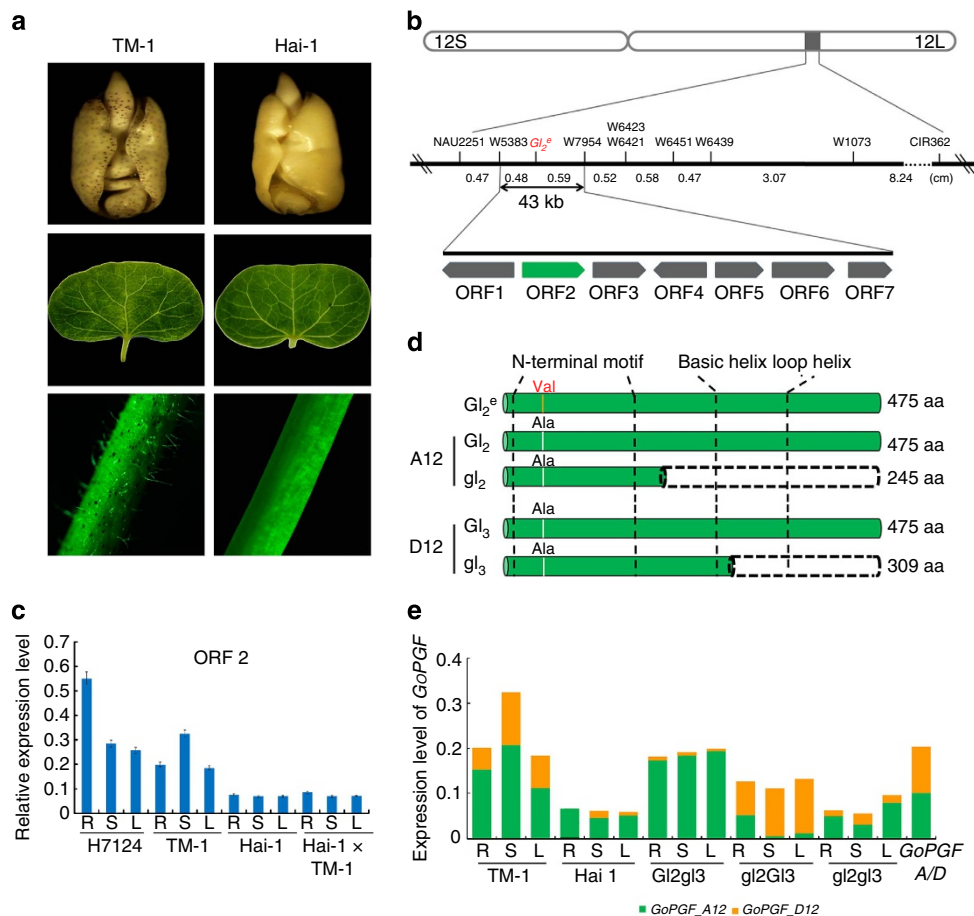 a
TM-1
Hai-1
b
12S
12L
W6423
NAU2251 W5383 Gl₂ᵉ W7954 W6421 W6451 W6439 W1073 CIR362
0.47 0.48 0.59 0.52 0.58 0.47 3.07 8.24 (cm)
43 kb
ORF1 ORF2 ORF3 ORF4 ORF5 ORF6 ORF7
d
N-terminal motif
Basic helix loop helix
Val
Gl₂ᵉ
475 aa
Ala
A12
Gl₂
475 aa
Ala
gl₂
245 aa
Ala
D12
Gl₃
475 aa
Ala
gl₃
309 aa
c
Relative expression level
ORF 2
0.7
0.6
0.5
0.4
0.3
0.2
0.1
0
R S L R S L R S L R S L
H7124 TM-1 Hai-1 Hai-1 ×
TM-1
e
Expression level of GoPGF
0.4
0.3
0.2
0.1
0
R S L R S L R S L R S L R S L GoPGF
TM-1 Hai 1 Gl2gl3 gl2Gl3 gl2gl3 A/D
GoPGF_A12 GoPGF_D12